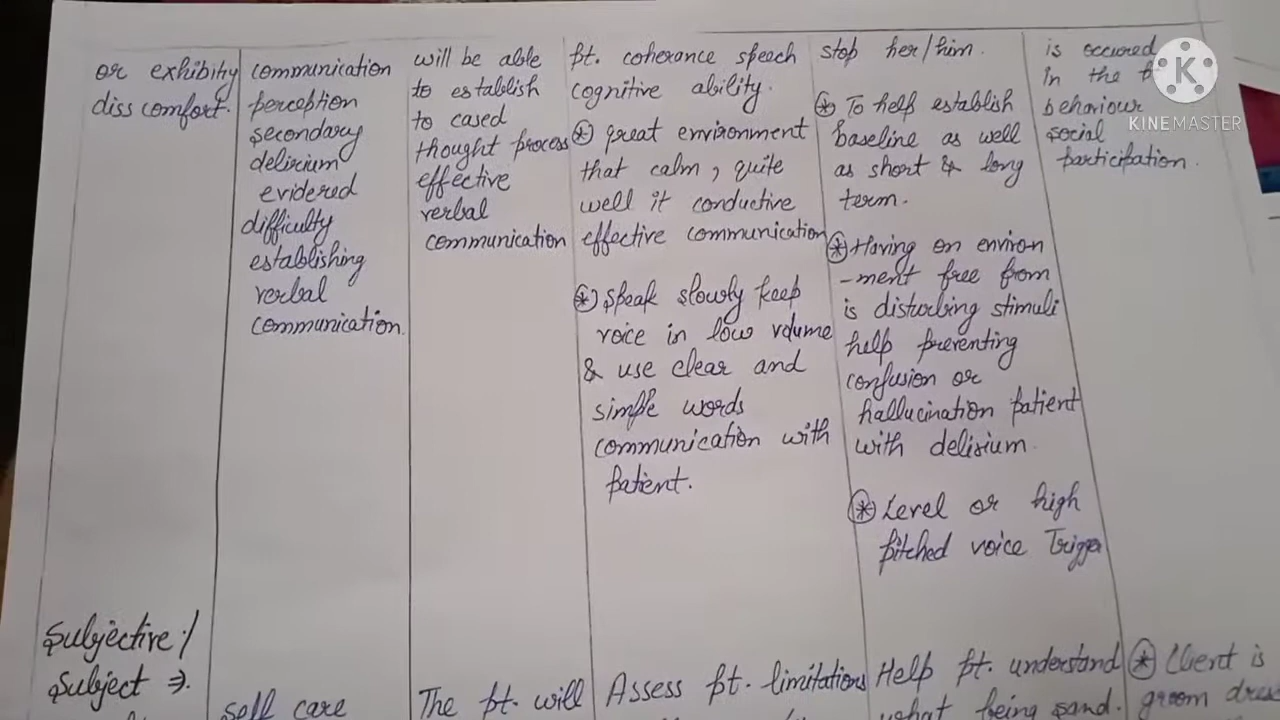 or exhibity
diss comfort.
communication
perception
secondary
delirium
evidered
difficulty
establishing
verbal
communication.
will be able
to establish
to cased
thought process
effective
verbal
communication
pt. coherance speech
cognitive ability.
* great environment
that calm, quite
well it conductive
effective communication
* speak slowly keep
voice in low volume
& use clear and
simple words
communication with
patient.
stop her/him.
* To help establish
baseline as well
as short & long
term.
* Having on environ
-ment free from
is disturbing stimuli
help preventing
confusion or
hallucination patient
with delirium.
* Level or high
pitched voice Trigger
is occured
in the
behaviour
social
participation.
Subjective:/
Subject ⇒.
self care
The pt. will
Assess pt. limitations
Help pt. understand
what being said.
* Client is
groom dress
K
KINEMASTER